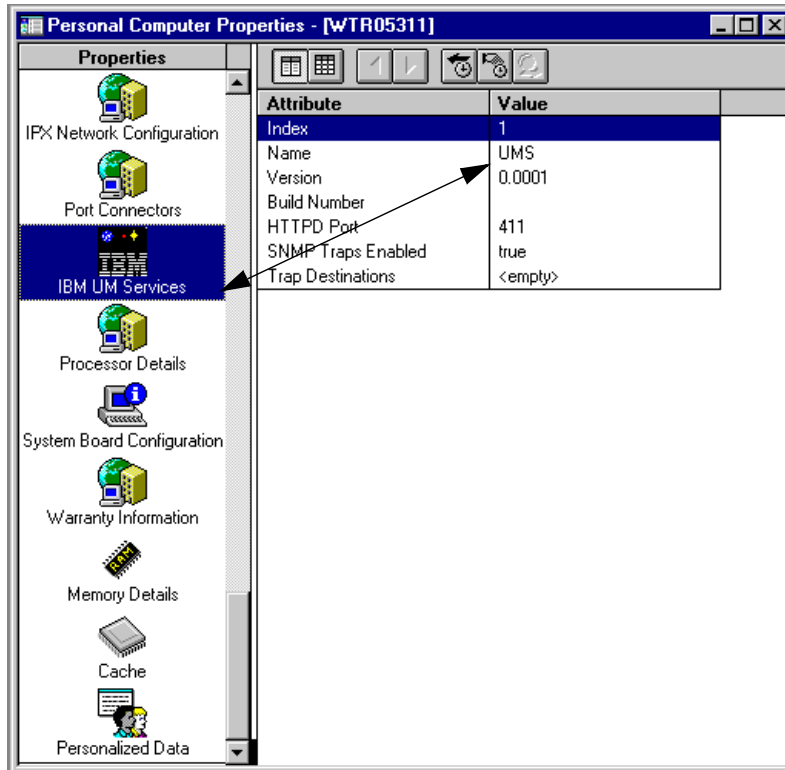 Personal Computer Properties - [WTR05311]
Properties
IPX Network Configuration
Port Connectors
IBM
IBM UM Services
Processor Details
System Board Configuration
Warranty Information
RAM
Memory Details
Cache
Personalized Data
Attribute Value
Index 1
Name UMS
Version 0.0001
Build Number
HTTPD Port 411
SNMP Traps Enabled true
Trap Destinations <empty>